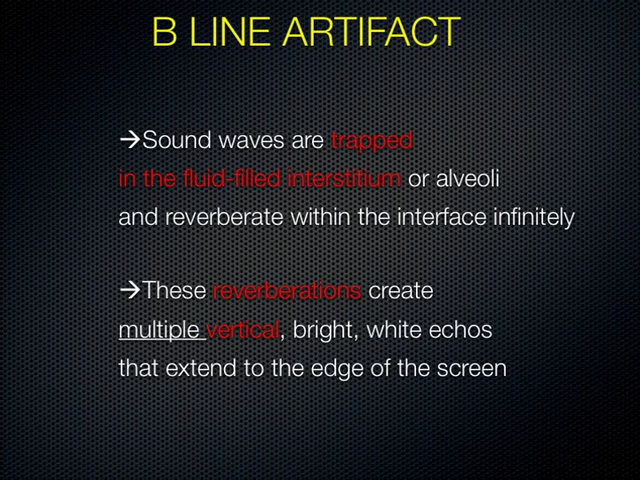 B LINE ARTIFACT
→Sound waves are trapped
in the fluid-filled interstitium or alveoli
and reverberate within the interface infinitely
→These reverberations create
multiple vertical, bright, white echos
that extend to the edge of the screen